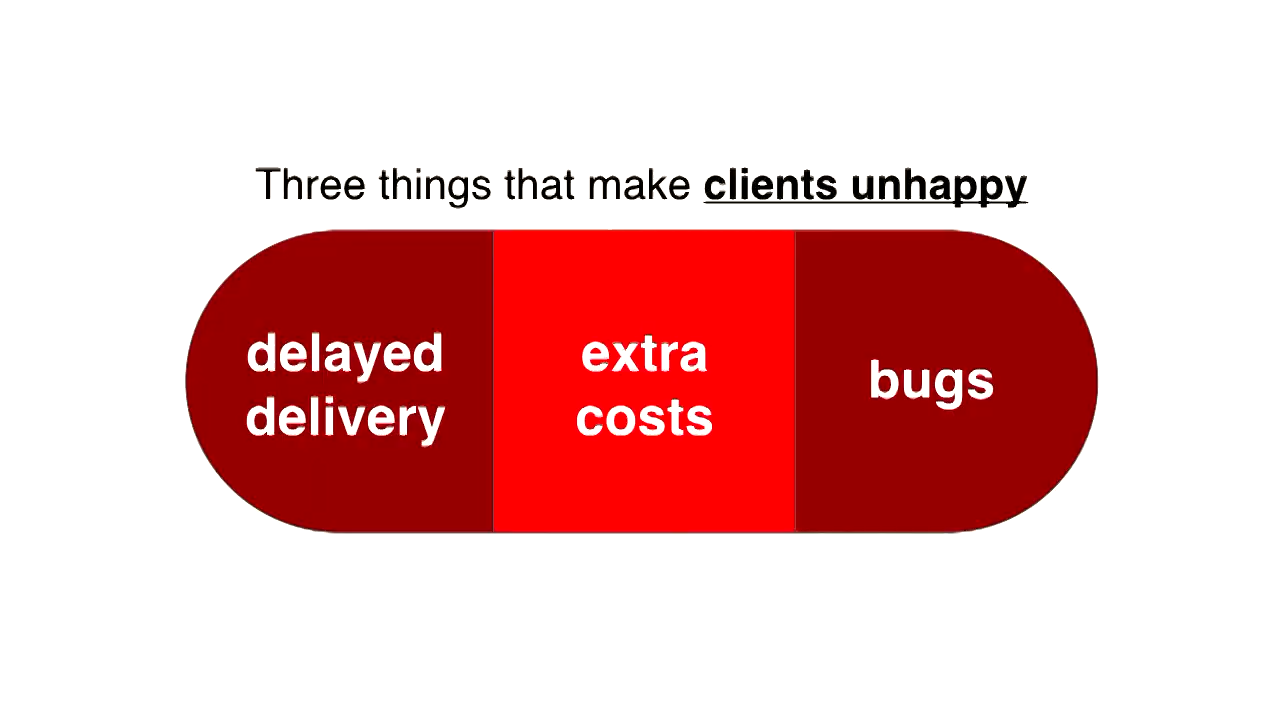 Three things that make clients unhappy
delayed
delivery
extra
costs
bugs